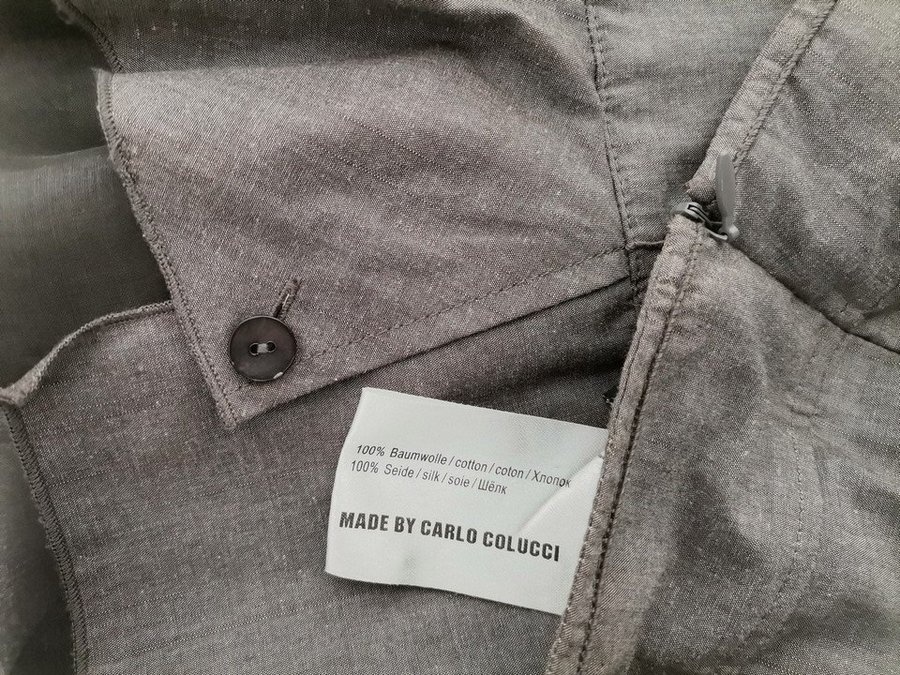 100% Baumwolle / cotton / coton / Хлопок
100% Seide / silk / soie / Шёлк
MADE BY CARLO COLUCCI